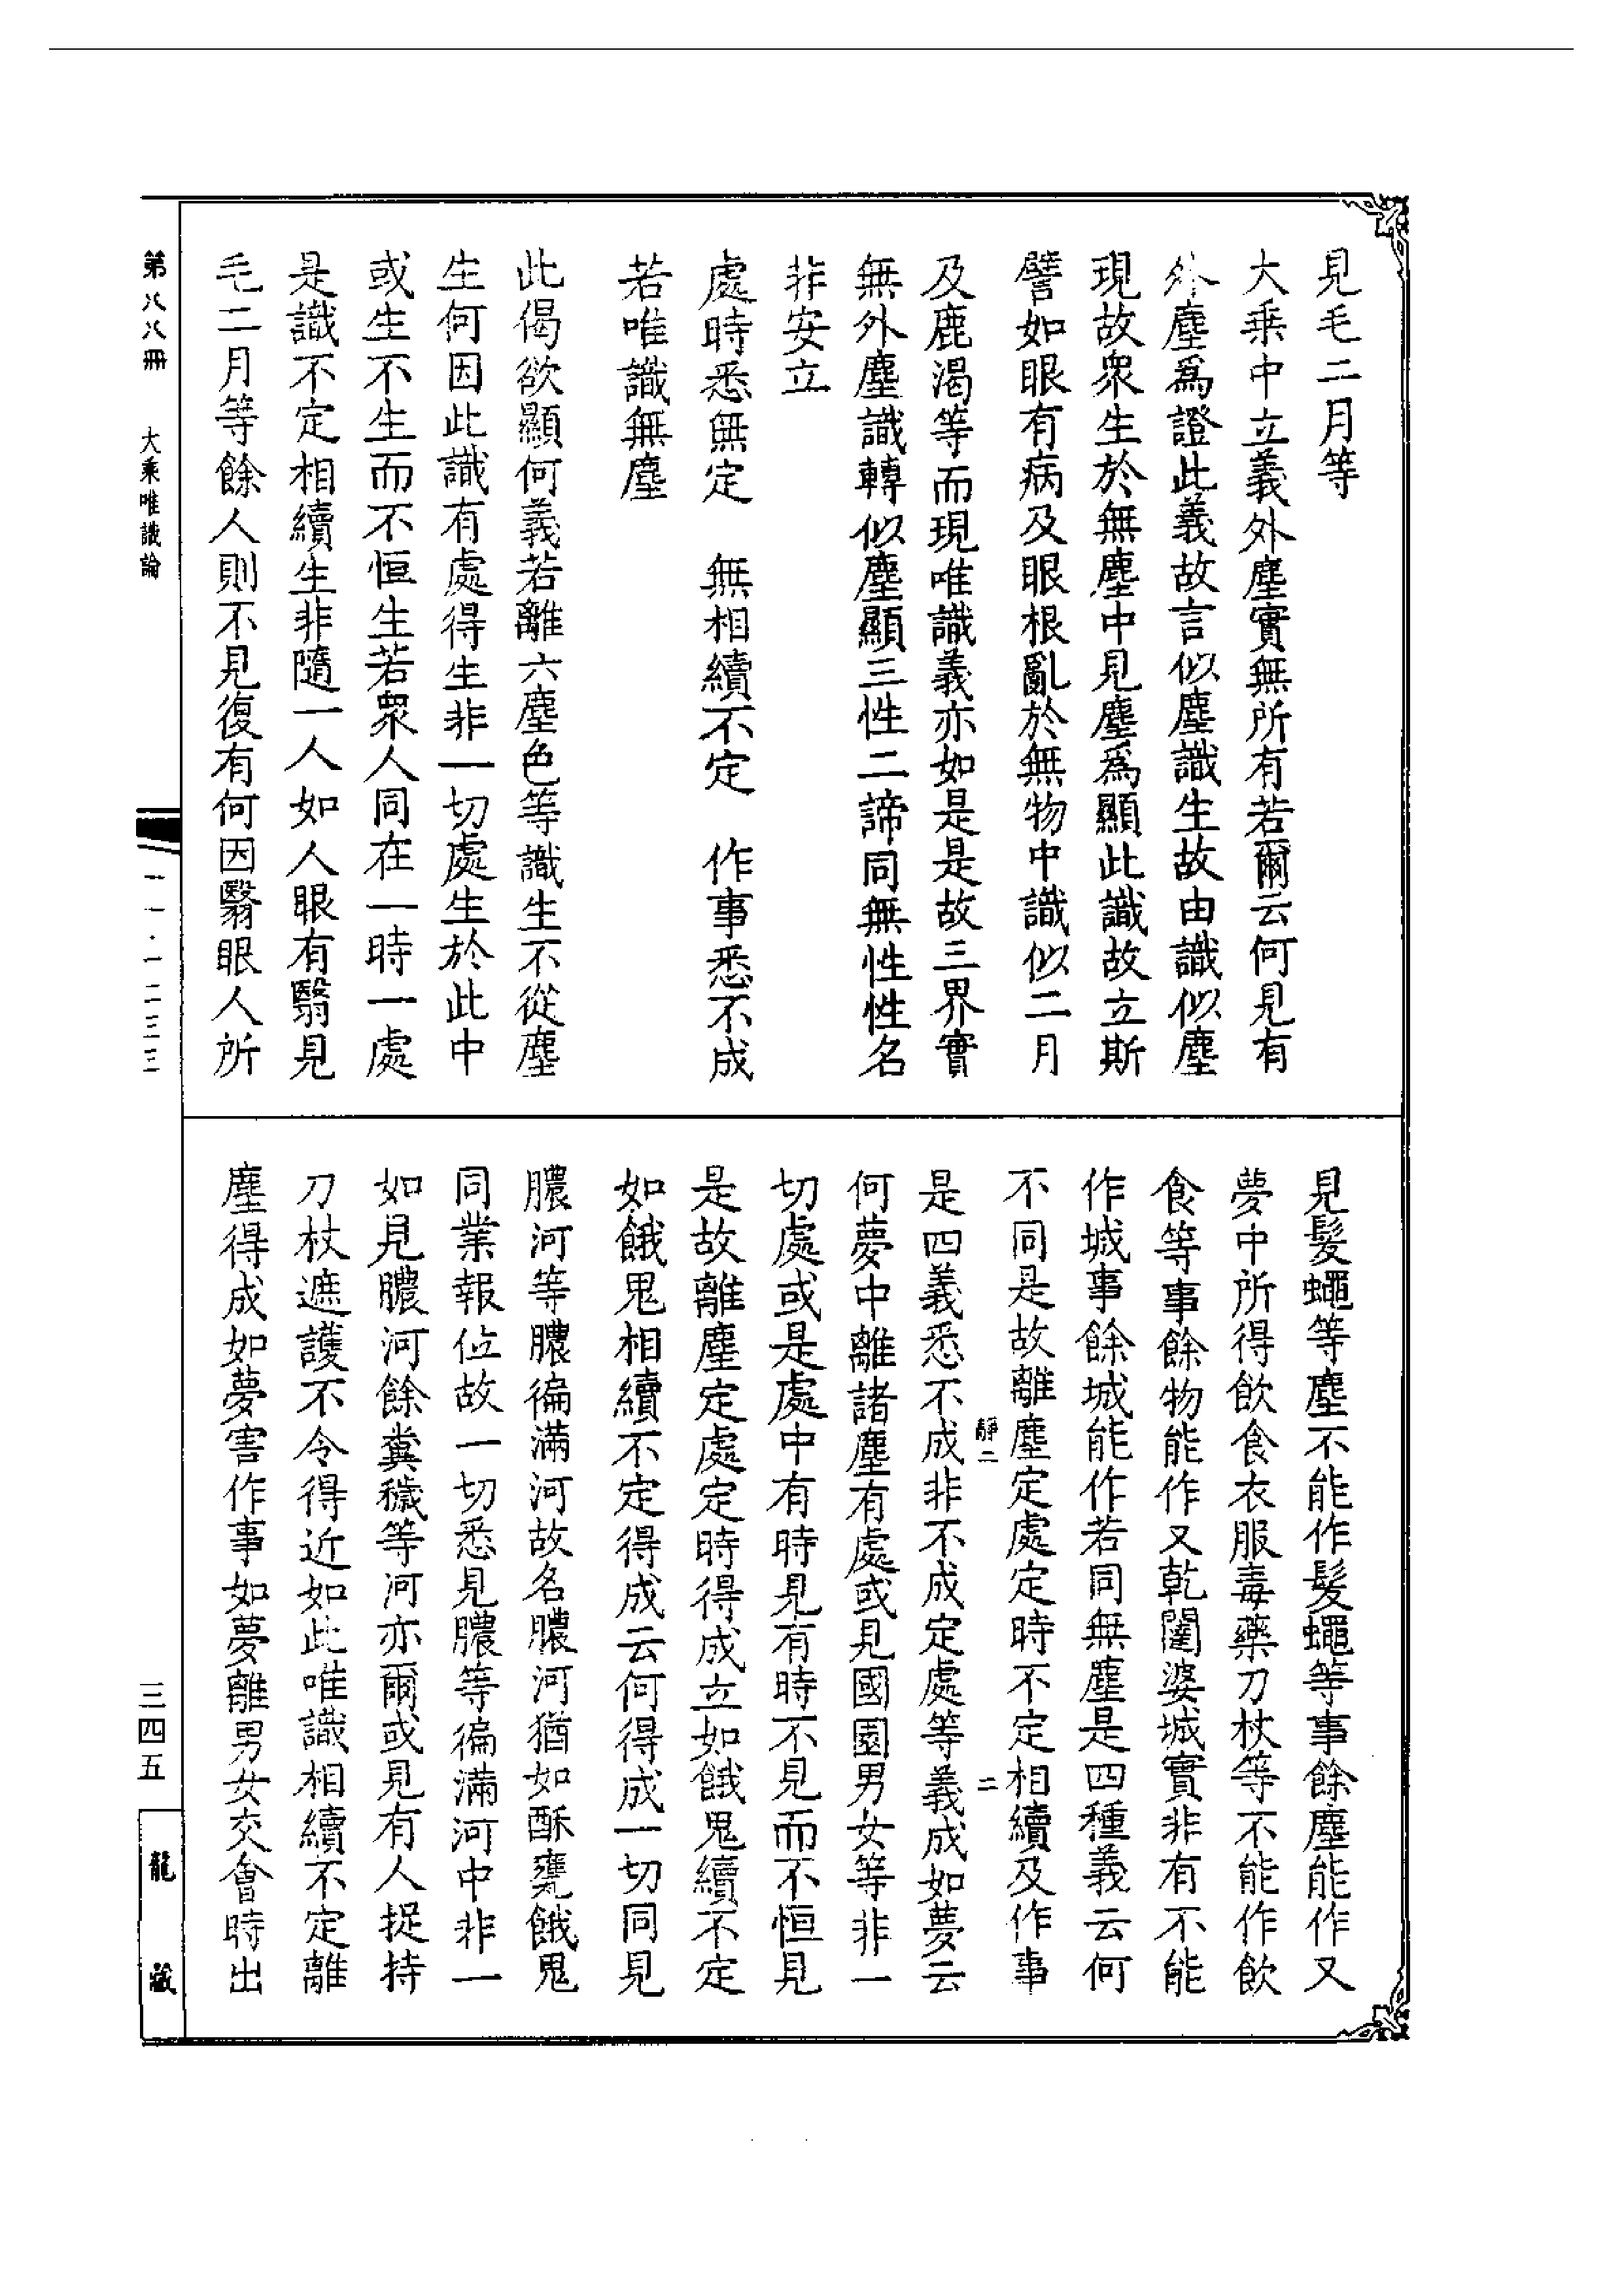 見毛二月等
大乘中立義外塵實無所有若爾云何見有
外塵爲證此義故言似塵識生故由識似塵
現故衆生於無塵中見塵爲顯此識故立斯
譬如眼有病及眼根亂於無物中識似二月
及鹿渴等而現唯識義亦如是是故三界實
無外塵識轉似塵顯三性二諦同無性性名
非安立
處時悉無定　無相續不定　作事悉不成
若唯識無塵
此偈欲顯何義若離六塵色等識生不從塵
生何因此識有處得生非一切處生於此中
或生不生而不恒生若衆人同在一時一處
是識不定相續生非隨一人如人眼有翳見
毛二月等餘人則不見復有何因翳眼人所
見髮蠅等塵不能作髮蠅等事餘塵能作又
夢中所得飲食衣服毒藥刀杖等不能作飲
食等事餘物能作又乾闥婆城實非有不能
作城事餘城能作若同無塵是四種義云何
不同是故離塵定處定時不定相續及作事
靜二　二
是四義悉不成非不成定處等義成如夢云
何夢中離諸塵有處或見國園男女等非一
切處或是處中有時見有時不見而不恒見
是故離塵定處定時得成立如餓鬼續不定
如餓鬼相續不定得成云何得成一切同見
膿河等膿徧滿河故名膿河猶如酥甕餓鬼
同業報位故一切悉見膿等徧滿河中非一
如見膿河餘糞穢等河亦爾或見有人捉持
刀杖遮護不令得近如此唯識相續不定離
塵得成如夢害作事如夢離男女交會時出
第八八冊　大乘唯識論
三四五
龍藏